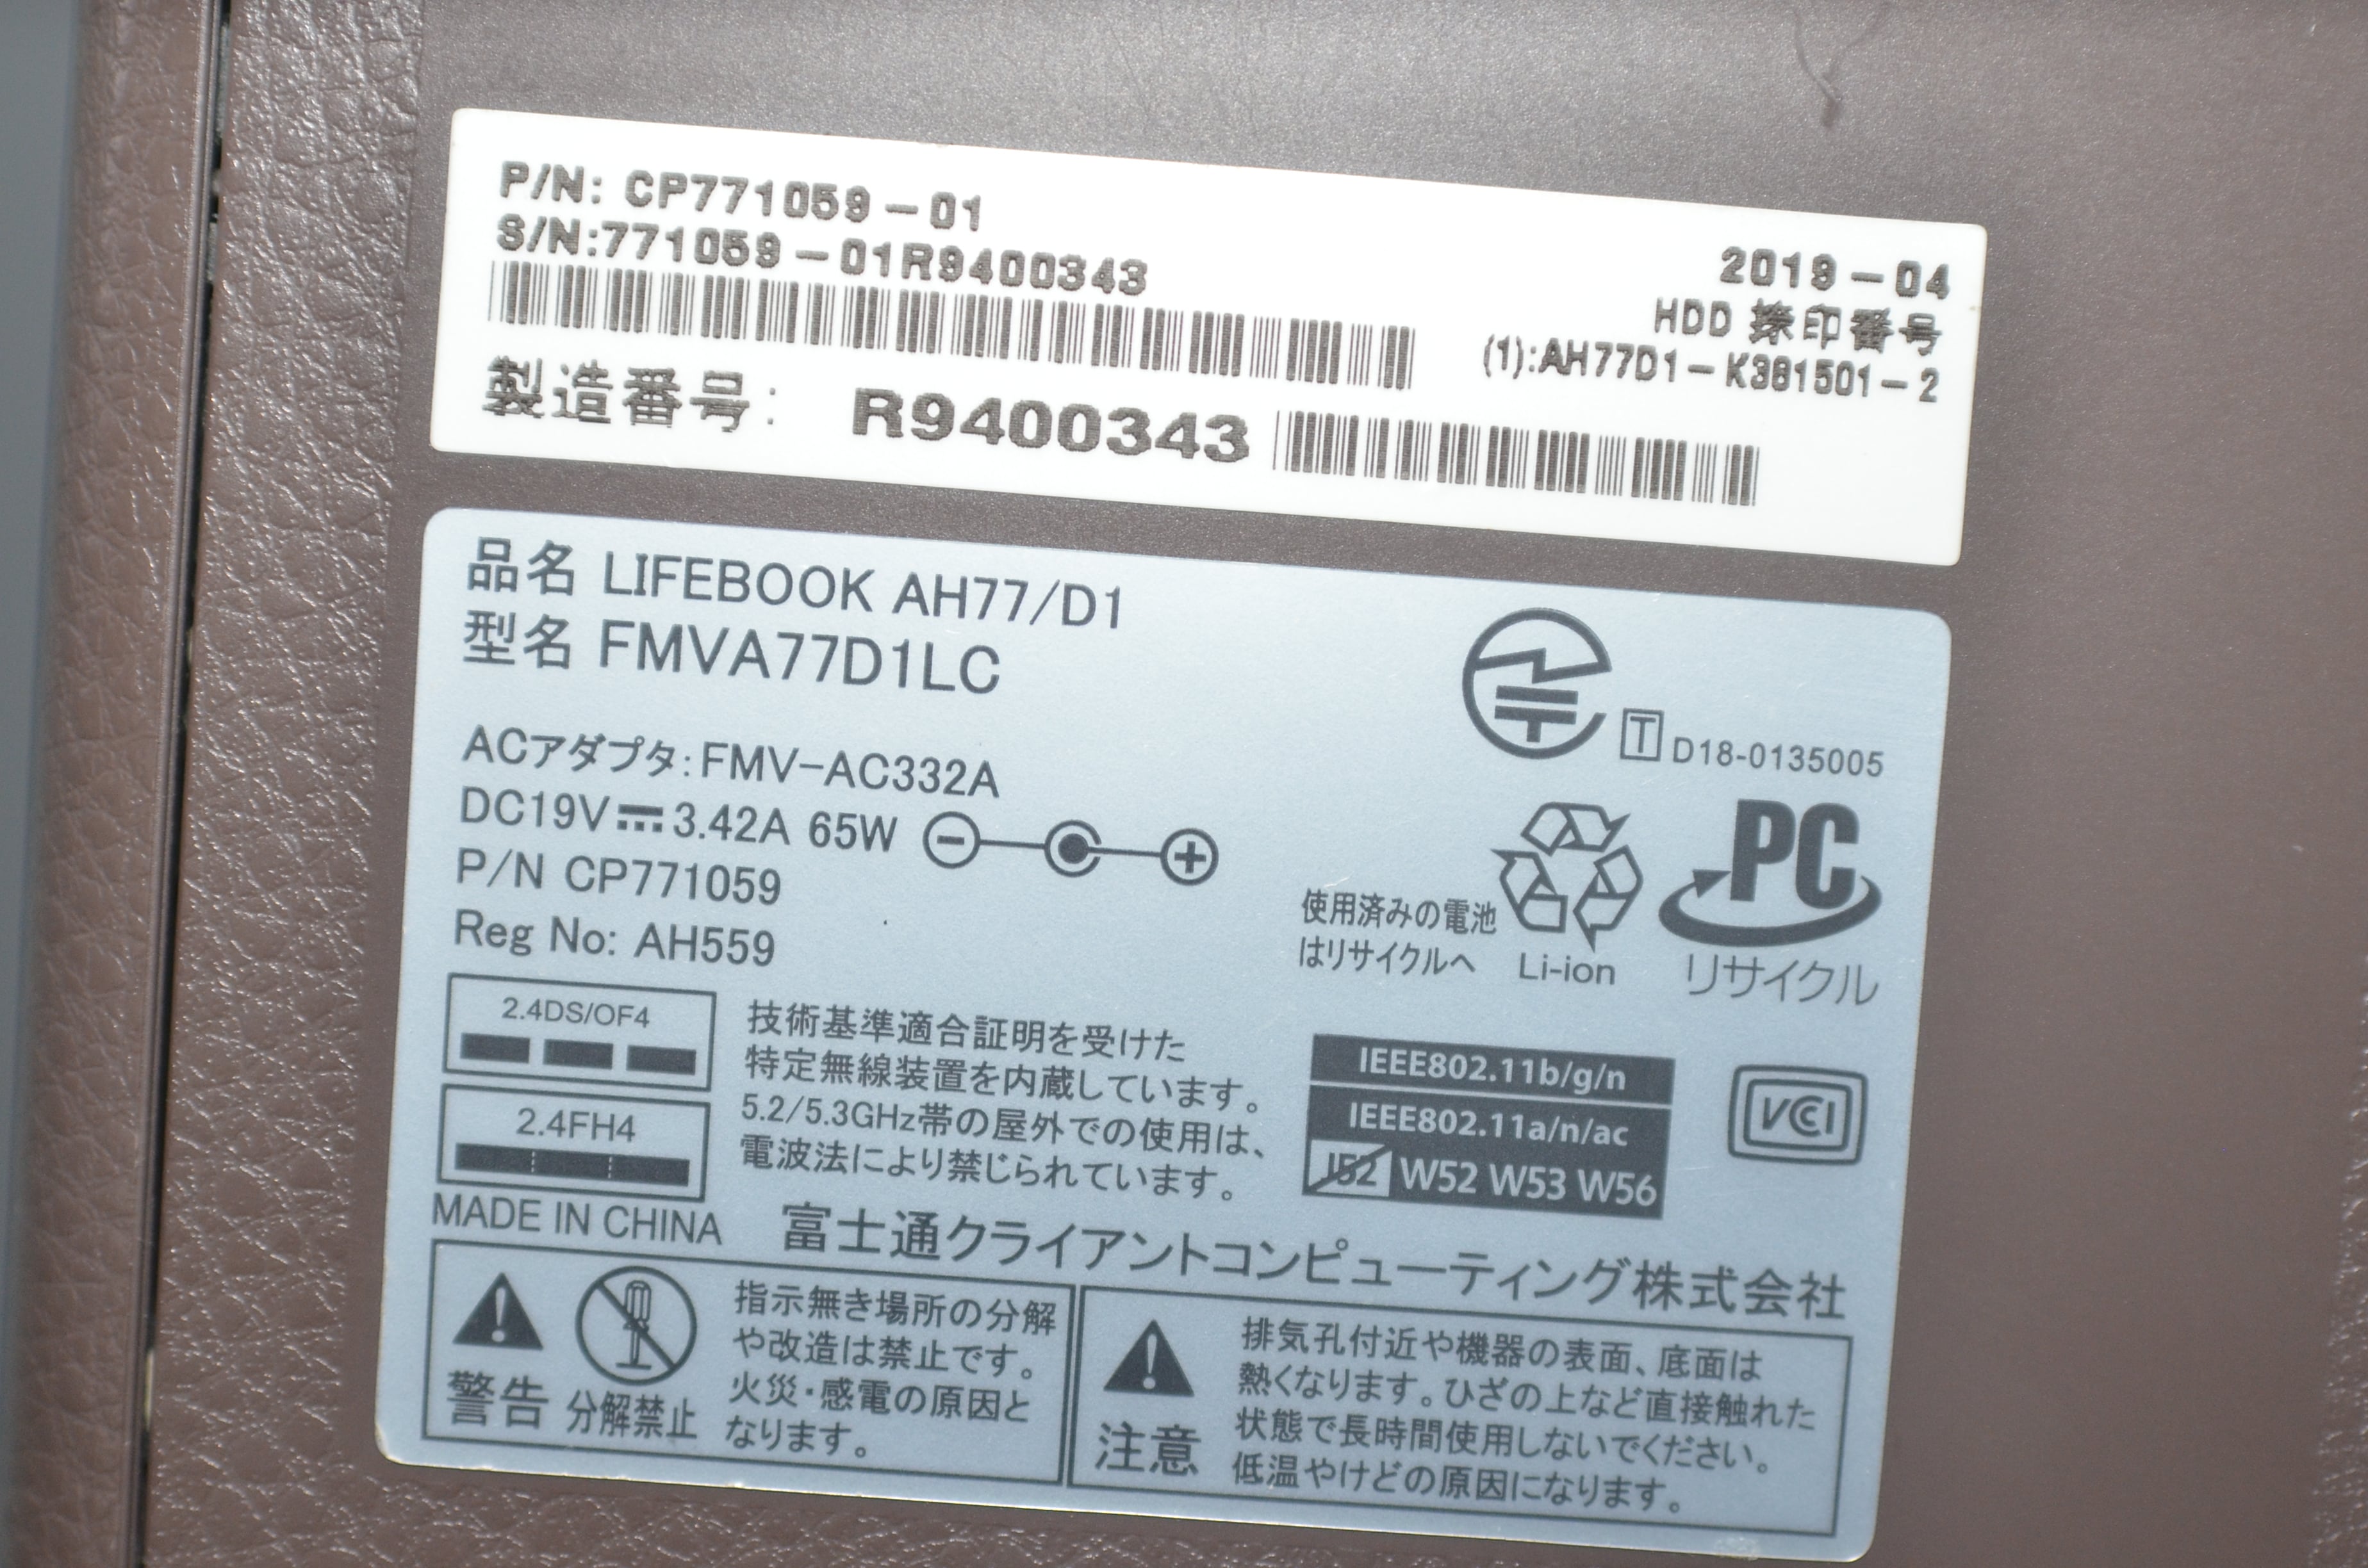 P/N: CP771059-01
S/N:771059-01R9400343
2019-04
HDD 捺印番号
(1):AH77D1-K381501-2
製造番号: R9400343
品名 LIFEBOOK AH77/D1
型名 FMVA77D1LC
T D18-0135005
ACアダプタ:FMV-AC332A
DC19V 3.42A 65W
P/N CP771059
Reg No: AH559
使用済みの電池
はリサイクルへ
Li-ion
PC
リサイクル
2.4DS/OF4
2.4FH4
技術基準適合証明を受けた
特定無線装置を内蔵しています。
5.2/5.3GHz帯の屋外での使用は、
電波法により禁じられています。
IEEE802.11b/g/n
IEEE802.11a/n/ac
J52 W52 W53 W56
VCCI
MADE IN CHINA
富士通クライアントコンピューティング株式会社
警告
分解禁止
指示無き場所の分解
や改造は禁止です。
火災・感電の原因と
なります。
注意
排気孔付近や機器の表面、底面は
熱くなります。ひざの上など直接触れた
状態で長時間使用しないでください。
低温やけどの原因になります。